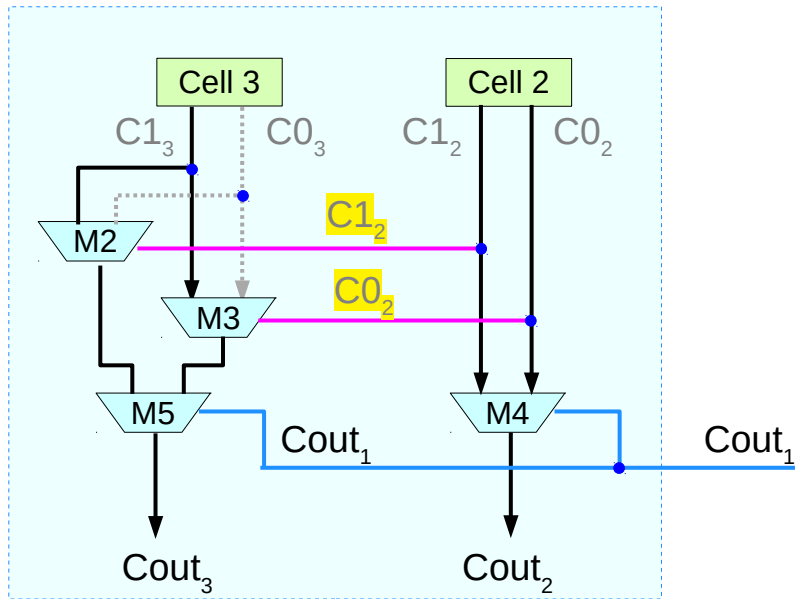 Cell 3
Cell 2
C1₃
C0₃
C1₂
C0₂
C1₂
M2
C0₂
M3
M5
M4
Cout₁
Cout₁
Cout₃
Cout₂